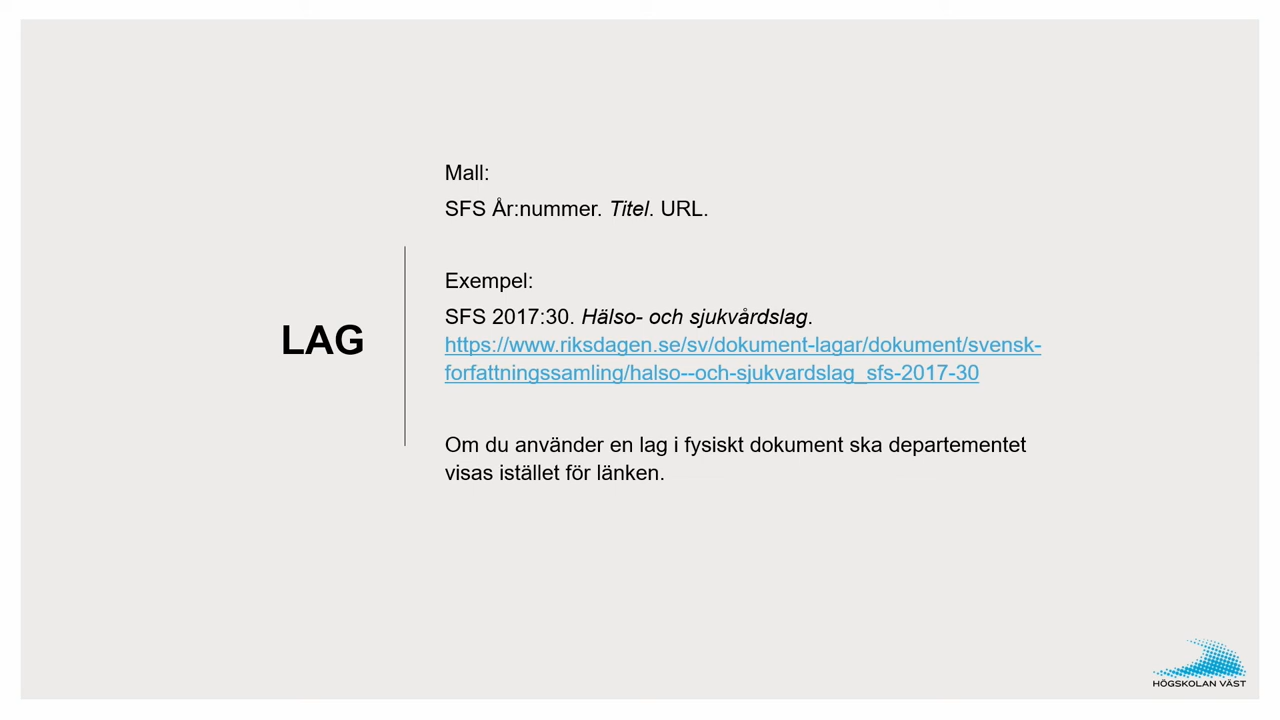 LAG
Mall:
SFS År:nummer. Titel. URL.
Exempel:
SFS 2017:30. Hälso- och sjukvårdslag.
https://www.riksdagen.se/sv/dokument-lagar/dokument/svensk-
forfattningssamling/halso--och-sjukvardslag_sfs-2017-30
Om du använder en lag i fysiskt dokument ska departementet
visas istället för länken.
HÖGSKOLAN VÄST